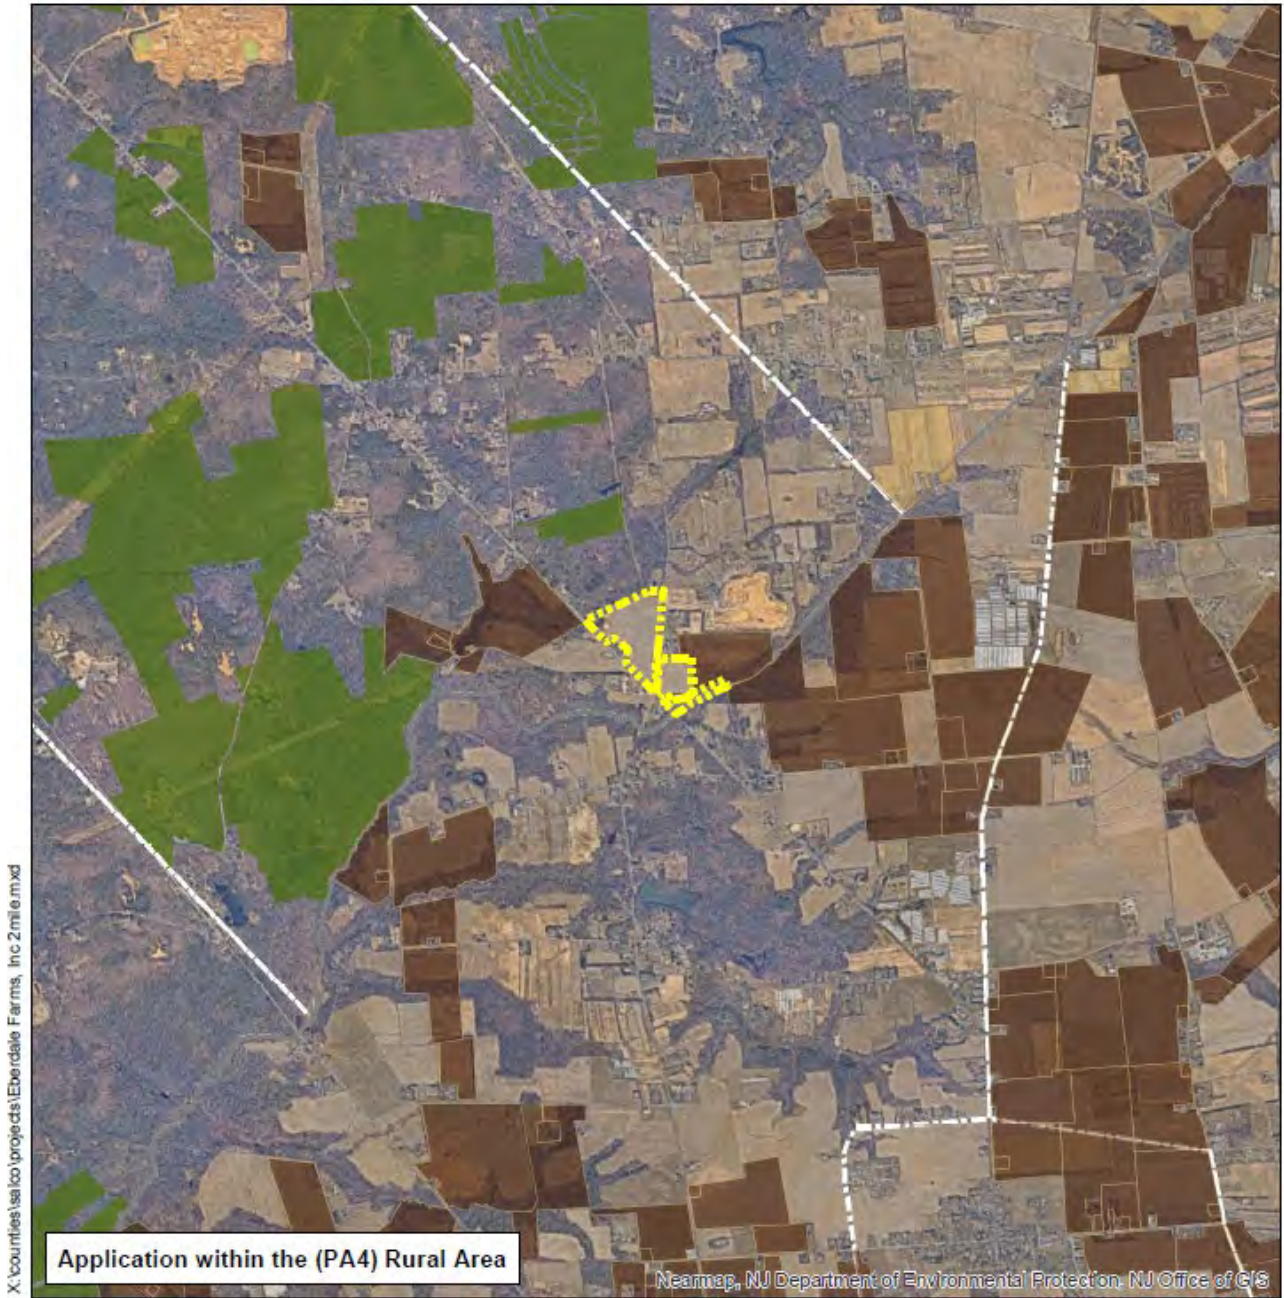 X:\counties\salco\projects\Eberdale Farms, Inc 2mile.mxd
Application within the (PA4) Rural Area
Nearmap, NJ Department of Environmental Protection, NJ Office of GIS